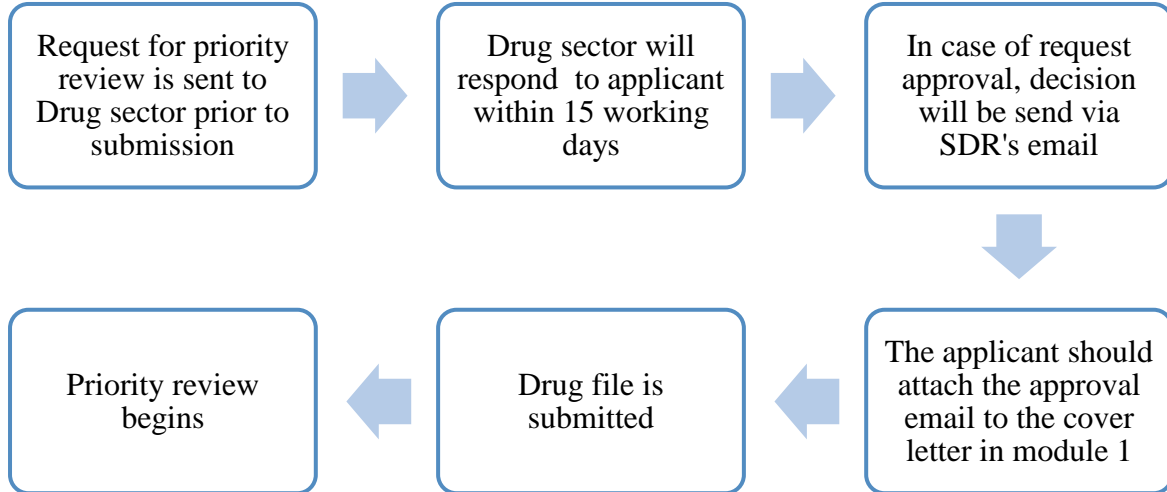 Request for priority
review is sent to
Drug sector prior to
submission
Drug sector will
respond to applicant
within 15 working
days
In case of request
approval, decision
will be send via
SDR's email
The applicant should
attach the approval
email to the cover
letter in module 1
Drug file is
submitted
Priority review
begins